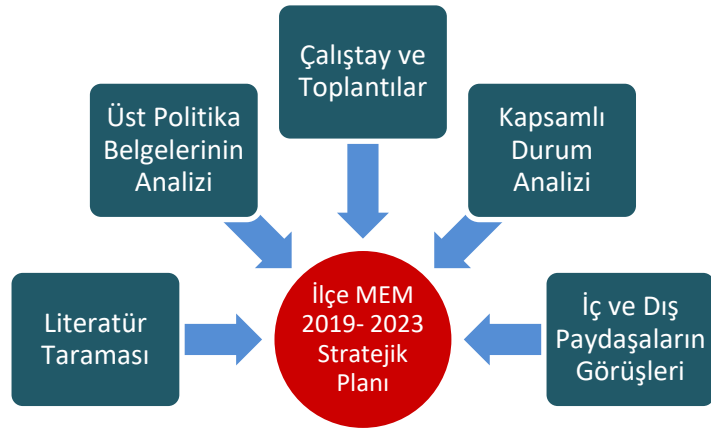 Çalıştay ve
Toplantılar
Üst Politika
Belgelerinin
Analizi
Kapsamlı
Durum
Analizi
Literatür
Taraması
İlçe MEM
2019- 2023
Stratejik
Planı
İç ve Dış
Paydaşaların
Görüşleri